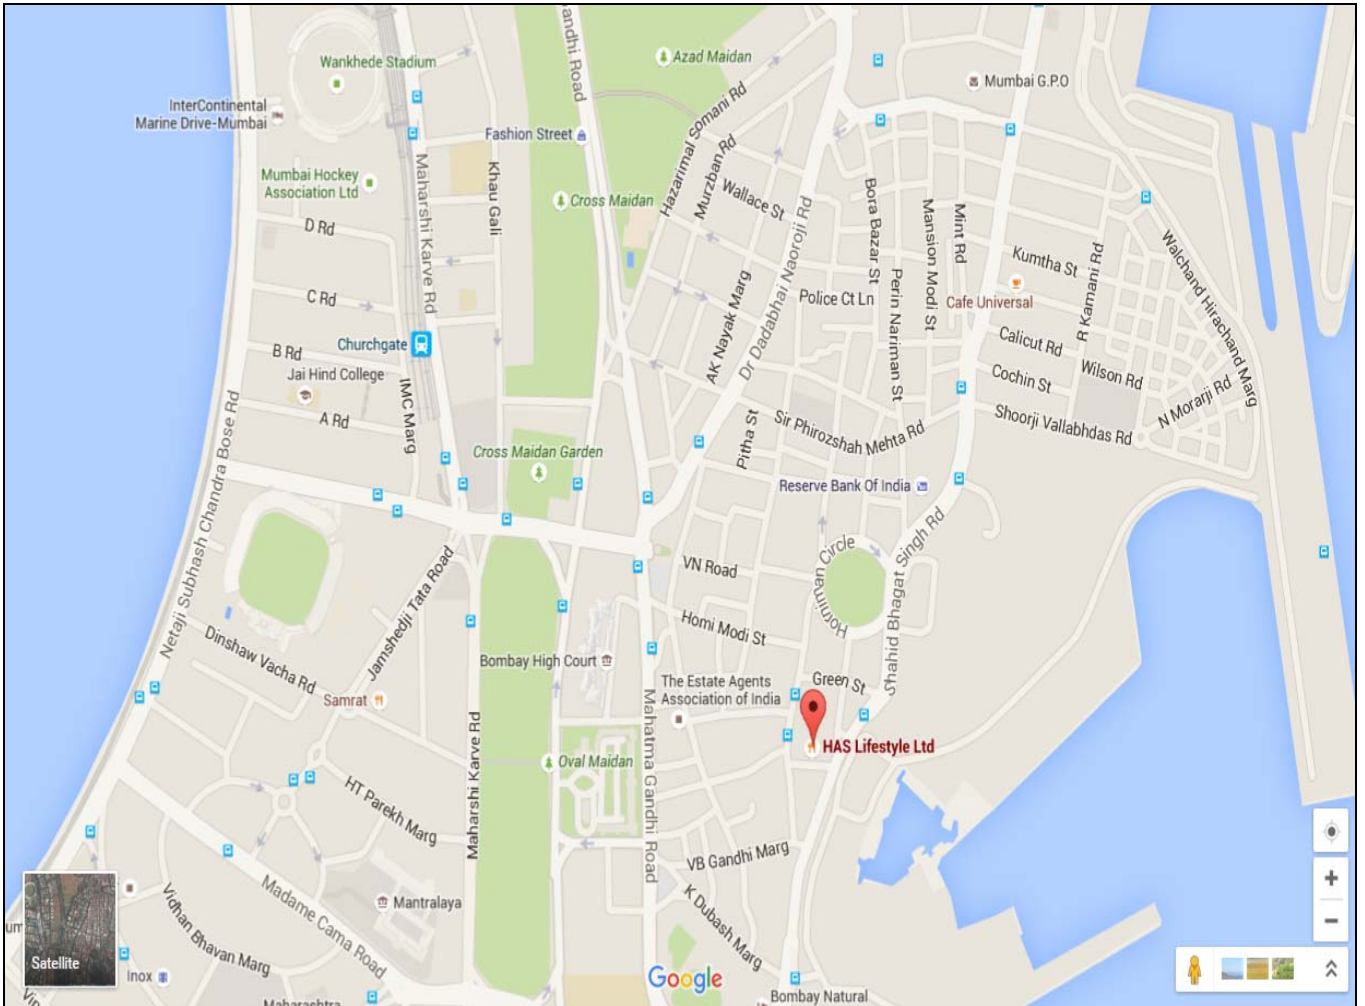 Gandhi Road
Azad Maidan
Wankhede Stadium
Mumbai G.P.O
InterContinental
Marine Drive-Mumbai
Fashion Street
Hazarimal Somani Rd
Murzban Rd
Maharshi Karve Rd
Khau Gali
Mumbai Hockey
Association Ltd
Cross Maidan
Wallace St
Bora Bazar St
Mansion Modi St
Mint Rd
Walchand Hirachand Marg
D Rd
Dr Dadabhai Naoroji Rd
Kumtha St
R Kamani Rd
C Rd
AK Nayak Marg
Police Ct Ln
Perin Nariman St
Cafe Universal
Churchgate
B Rd
Calicut Rd
Jai Hind College
IMC Marg
Cochin St
Wilson Rd
N Morarji Rd
A Rd
Pitha St
Sir Phirozshah Mehta Rd
Shoorji Vallabhdas Rd
Netaji Subhash Chandra Bose Rd
Cross Maidan Garden
Reserve Bank Of India
Jamshedji Tata Road
VN Road
Horniman Circle
Shahid Bhagat Singh Rd
Dinshaw Vacha Rd
Homi Modi St
Bombay High Court
The Estate Agents
Association of India
Green St
Samrat
Maharshi Karve Rd
Mahatma Gandhi Road
HAS Lifestyle Ltd
Oval Maidan
HT Parekh Marg
VB Gandhi Marg
Madame Cama Road
Mantralaya
K Dubash Marg
Vidhan Bhavan Marg
Satellite
Inox
Google
Bombay Natural
Maharashtra